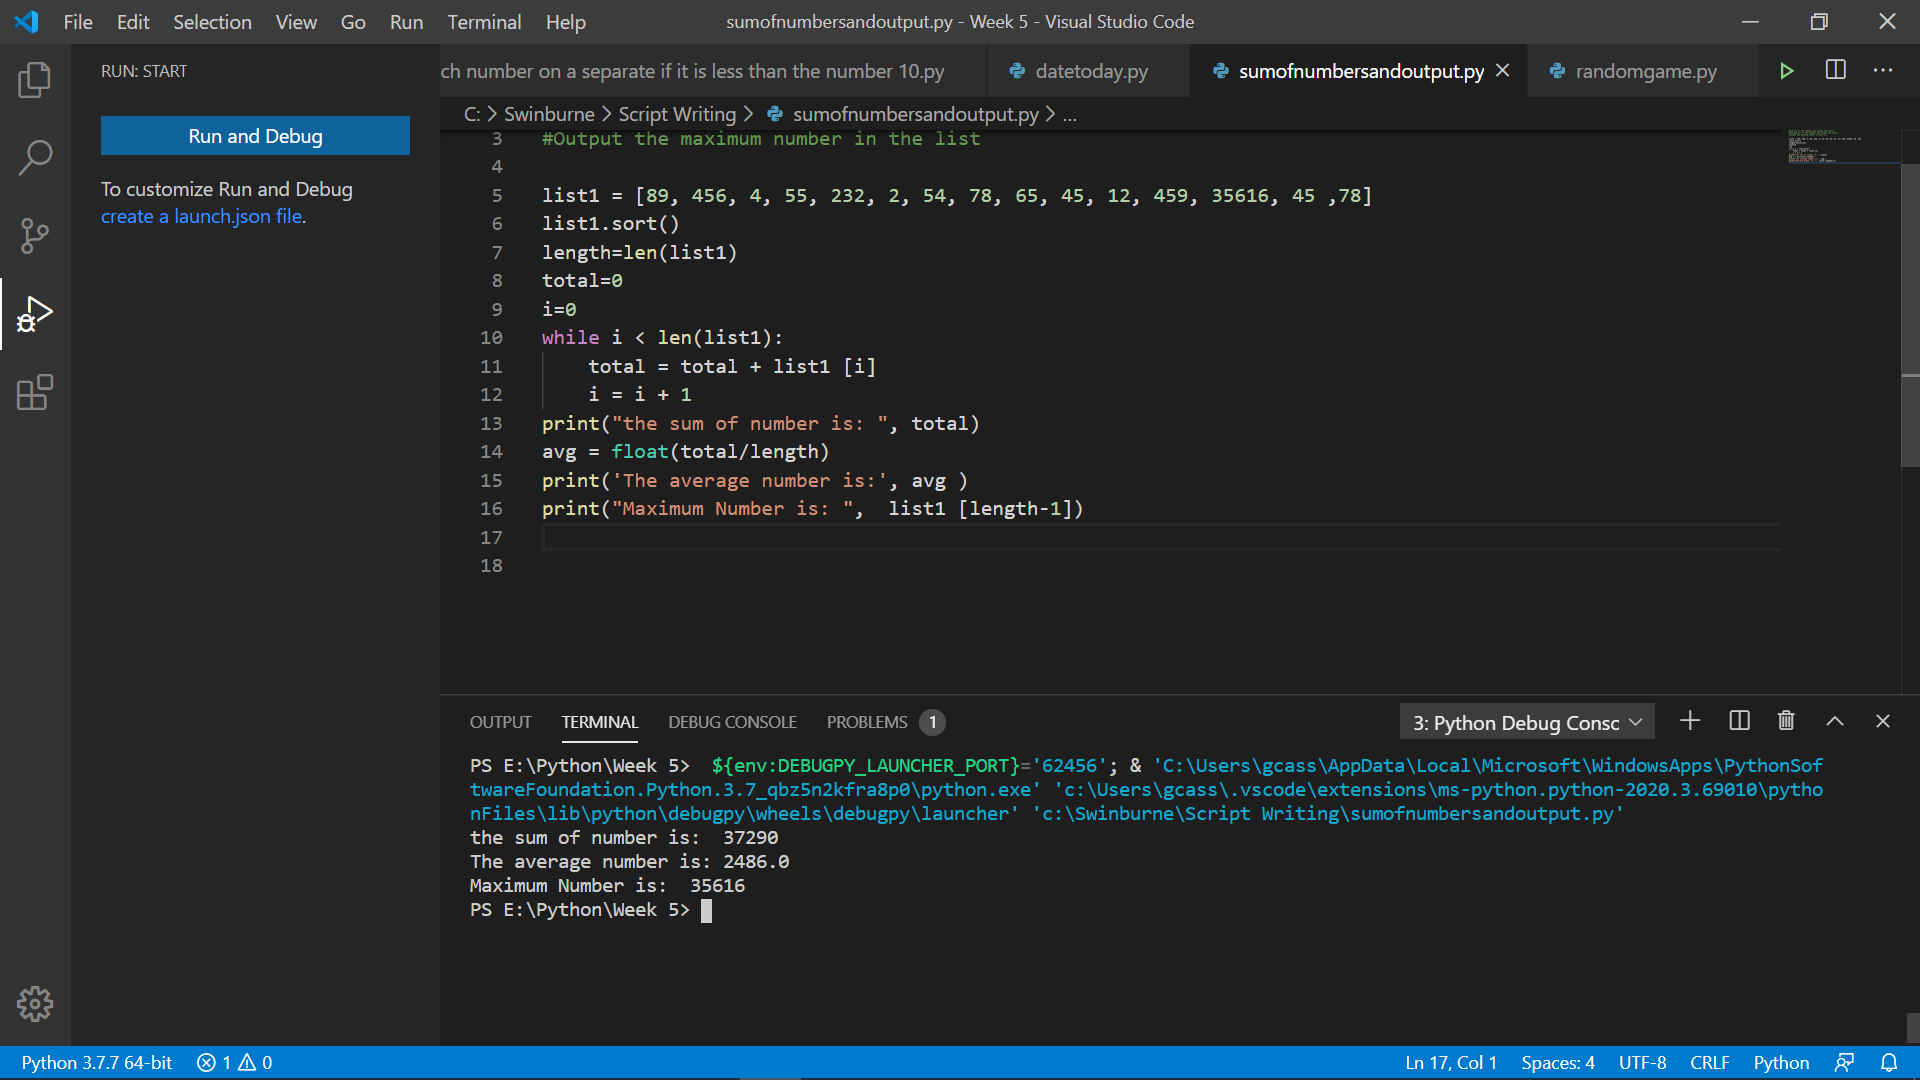 File Edit Selection View Go Run Terminal Help
sumofnumbersandoutput.py - Week 5 - Visual Studio Code
RUN: START
Run and Debug
To customize Run and Debug
create a launch.json file.
ch number on a separate if it is less than the number 10.py
datetoday.py
sumofnumbersandoutput.py
randomgame.py
C: > Swinburne > Script Writing > sumofnumbersandoutput.py > ...
3 #Output the maximum number in the list
4
5 list1 = [89, 456, 4, 55, 232, 2, 54, 78, 65, 45, 12, 459, 35616, 45 ,78]
6 list1.sort()
7 length=len(list1)
8 total=0
9 i=0
10 while i < len(list1):
11     total = total + list1 [i]
12     i = i + 1
13 print("the sum of number is: ", total)
14 avg = float(total/length)
15 print('The average number is:', avg )
16 print("Maximum Number is: ",  list1 [length-1])
17
18
OUTPUT TERMINAL DEBUG CONSOLE PROBLEMS 1
3: Python Debug Consc
PS E:\Python\Week 5>  ${env:DEBUGPY_LAUNCHER_PORT}='62456'; & 'C:\Users\gcass\AppData\Local\Microsoft\WindowsApps\PythonSof
twareFoundation.Python.3.7_qbz5n2kfra8p0\python.exe' 'c:\Users\gcass\.vscode\extensions\ms-python.python-2020.3.69010\pytho
nFiles\lib\python\debugpy\wheels\debugpy\launcher' 'c:\Swinburne\Script Writing\sumofnumbersandoutput.py'
the sum of number is:  37290
The average number is: 2486.0
Maximum Number is:  35616
PS E:\Python\Week 5>
Python 3.7.7 64-bit 1 0
Ln 17, Col 1 Spaces: 4 UTF-8 CRLF Python